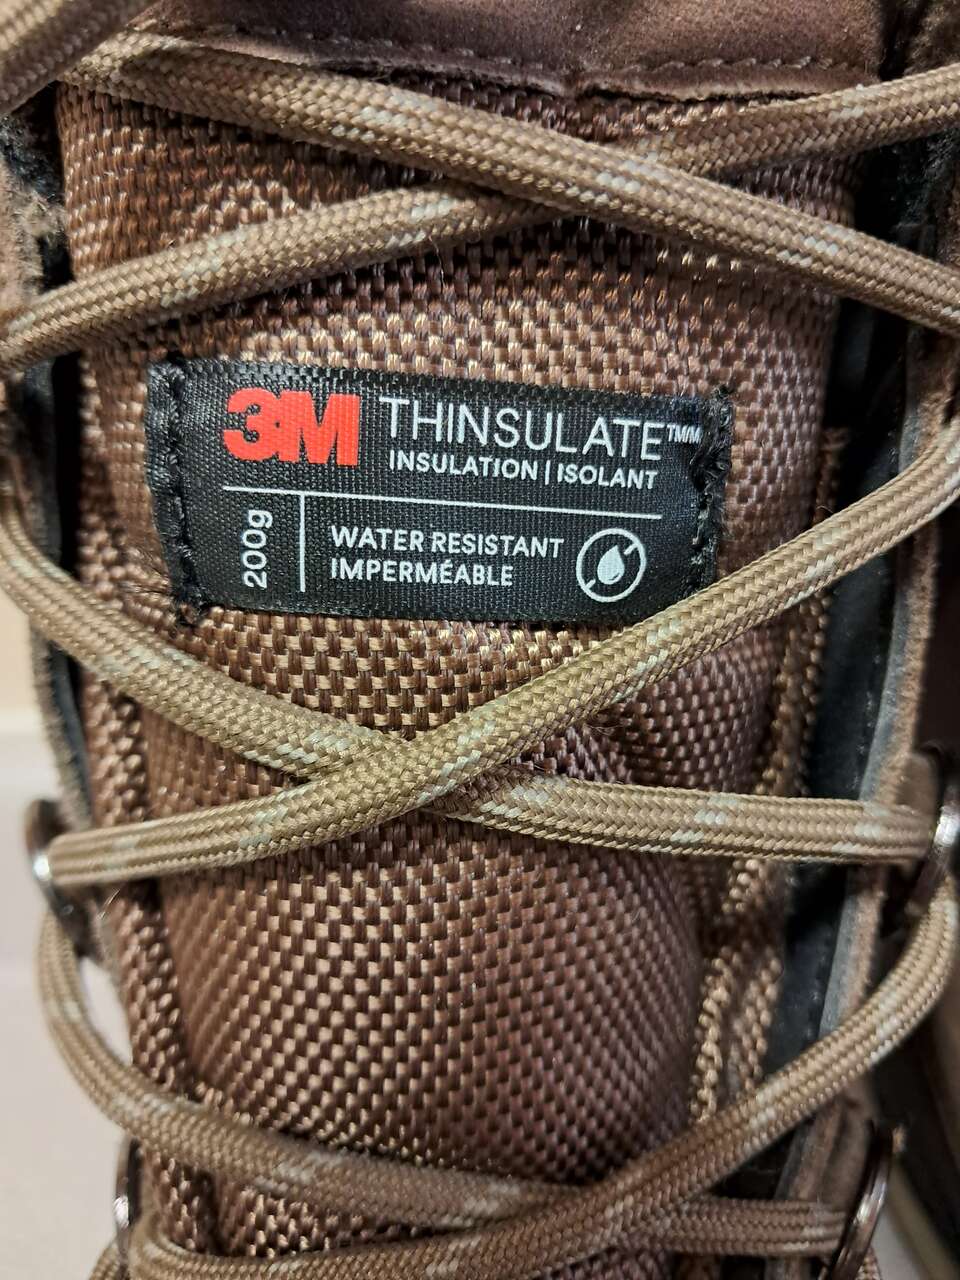 3M THINSULATE™/M
INSULATION | ISOLANT
200g
WATER RESISTANT
IMPERMÉABLE